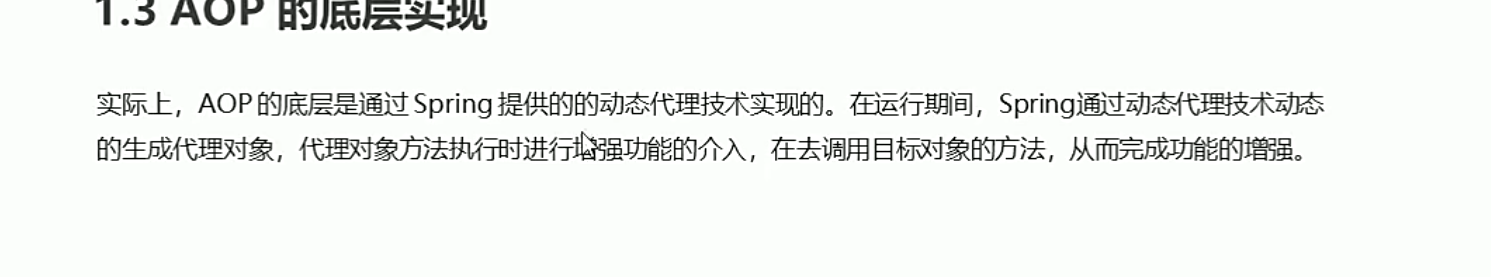 1.3 AOP 的底层实现
实际上，AOP 的底层是通过 Spring 提供的的动态代理技术实现的。在运行期间，Spring通过动态代理技术动态
的生成代理对象，代理对象方法执行时进行增强功能的介入，在去调用目标对象的方法，从而完成功能的增强。